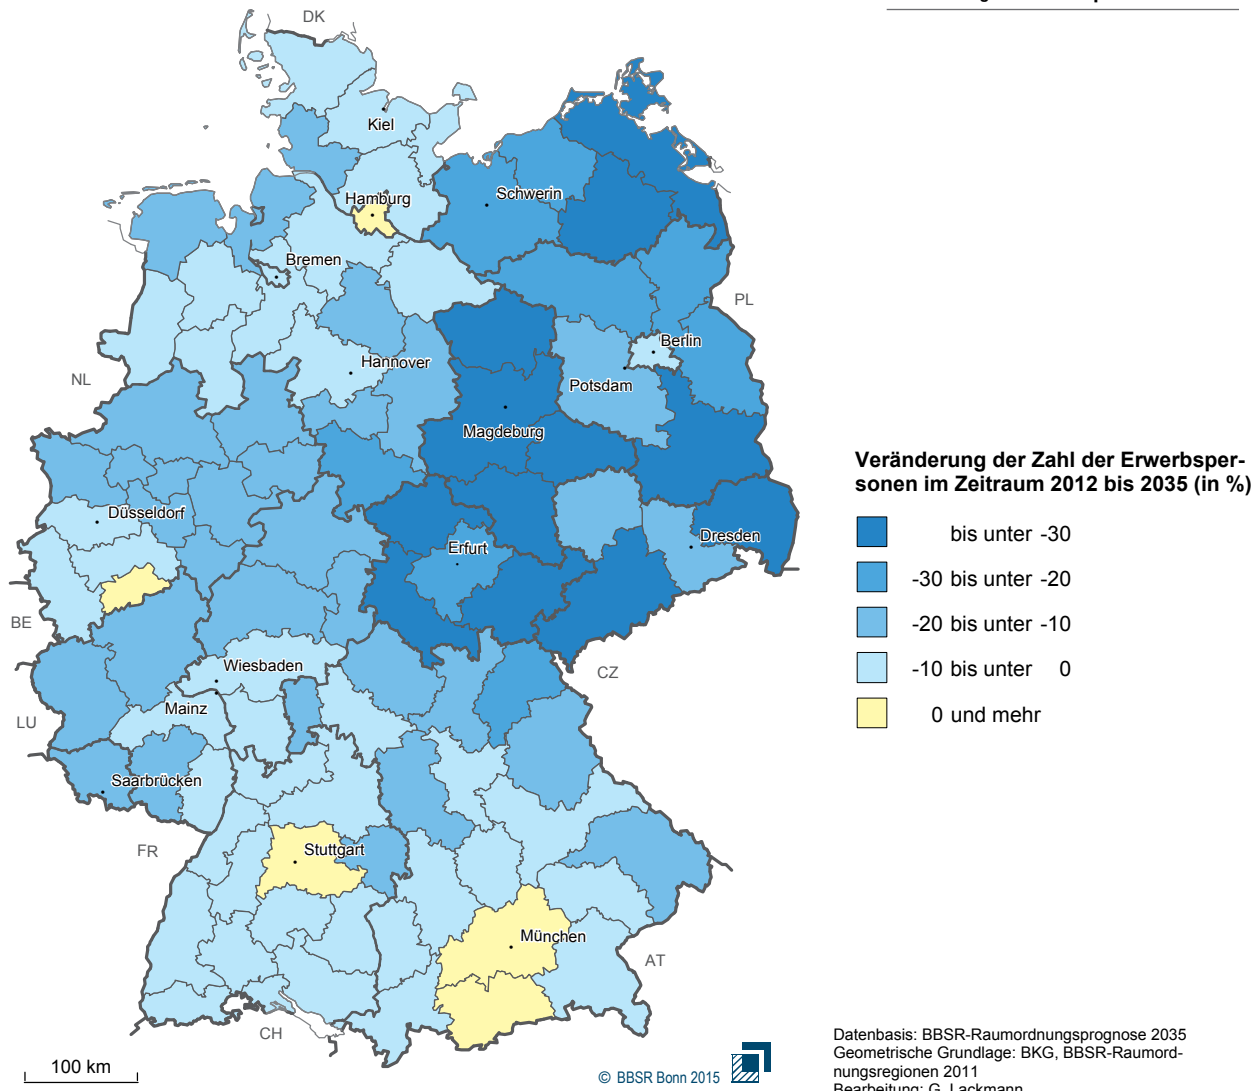 DK
Kiel
Hamburg
Schwerin
Bremen
PL
Berlin
Hannover
NL
Potsdam
Magdeburg
Düsseldorf
Dresden
Erfurt
BE
Wiesbaden
CZ
Mainz
LU
Saarbrücken
FR
Stuttgart
München
AT
CH
100 km
© BBSR Bonn 2015
Veränderung der Zahl der Erwerbsper-
sonen im Zeitraum 2012 bis 2035 (in %)
bis unter -30
-30 bis unter -20
-20 bis unter -10
-10 bis unter 0
0 und mehr
Datenbasis: BBSR-Raumordnungsprognose 2035
Geometrische Grundlage: BKG, BBSR-Raumord-
nungsregionen 2011
Bearbeitung: G. Lackmann